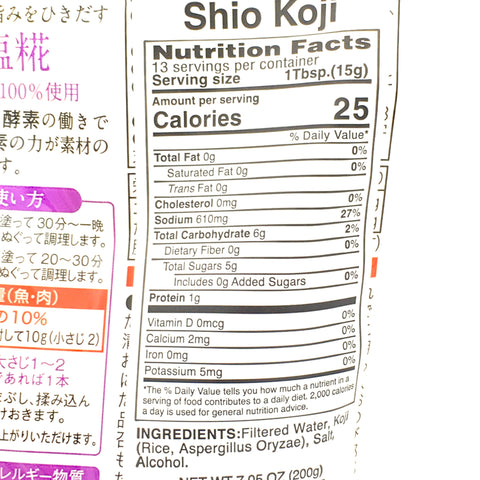 旨みをひきだす
塩糀
100%使用
酵素の働きで
の力が素材の
す。
使い方
塗って30分〜一晩
ぬぐって調理します。
塗って20〜30分
ぬぐって調理します。
(魚・肉)
の10%
して10g(小さじ2)
大さじ1〜2
であれば1本
まぶし、揉み込ん
けおきます。
上がりいただけます。
レルギー物質
Shio Koji
Nutrition Facts
13 servings per container
Serving size 1Tbsp.(15g)
Amount per serving
Calories 25
% Daily Value*
Total Fat 0g 0%
Saturated Fat 0g 0%
Trans Fat 0g
Cholesterol 0mg 0%
Sodium 610mg 27%
Total Carbohydrate 6g 2%
Dietary Fiber 0g 0%
Total Sugars 5g
Includes 0g Added Sugars 0%
Protein 1g
Vitamin D 0mcg 0%
Calcium 2mg 0%
Iron 0mg 0%
Potassium 5mg 0%
*The % Daily Value tells you how much a nutrient in a
serving of food contributes to a daily diet. 2,000 calories
a day is used for general nutrition advice.
INGREDIENTS:Filtered Water, Koji
(Rice, Aspergillus Oryzae), Salt,
Alcohol.
NET WT 7.05 OZ (200g)